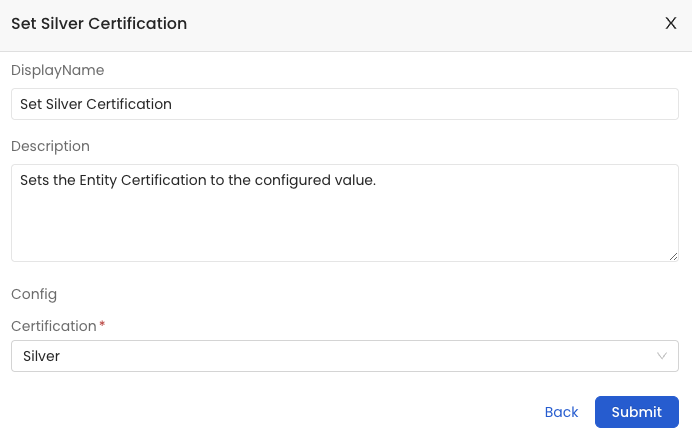 Set Silver Certification
X
DisplayName
Set Silver Certification
Description
Sets the Entity Certification to the configured value.
Config
Certification *
Silver
Back
Submit